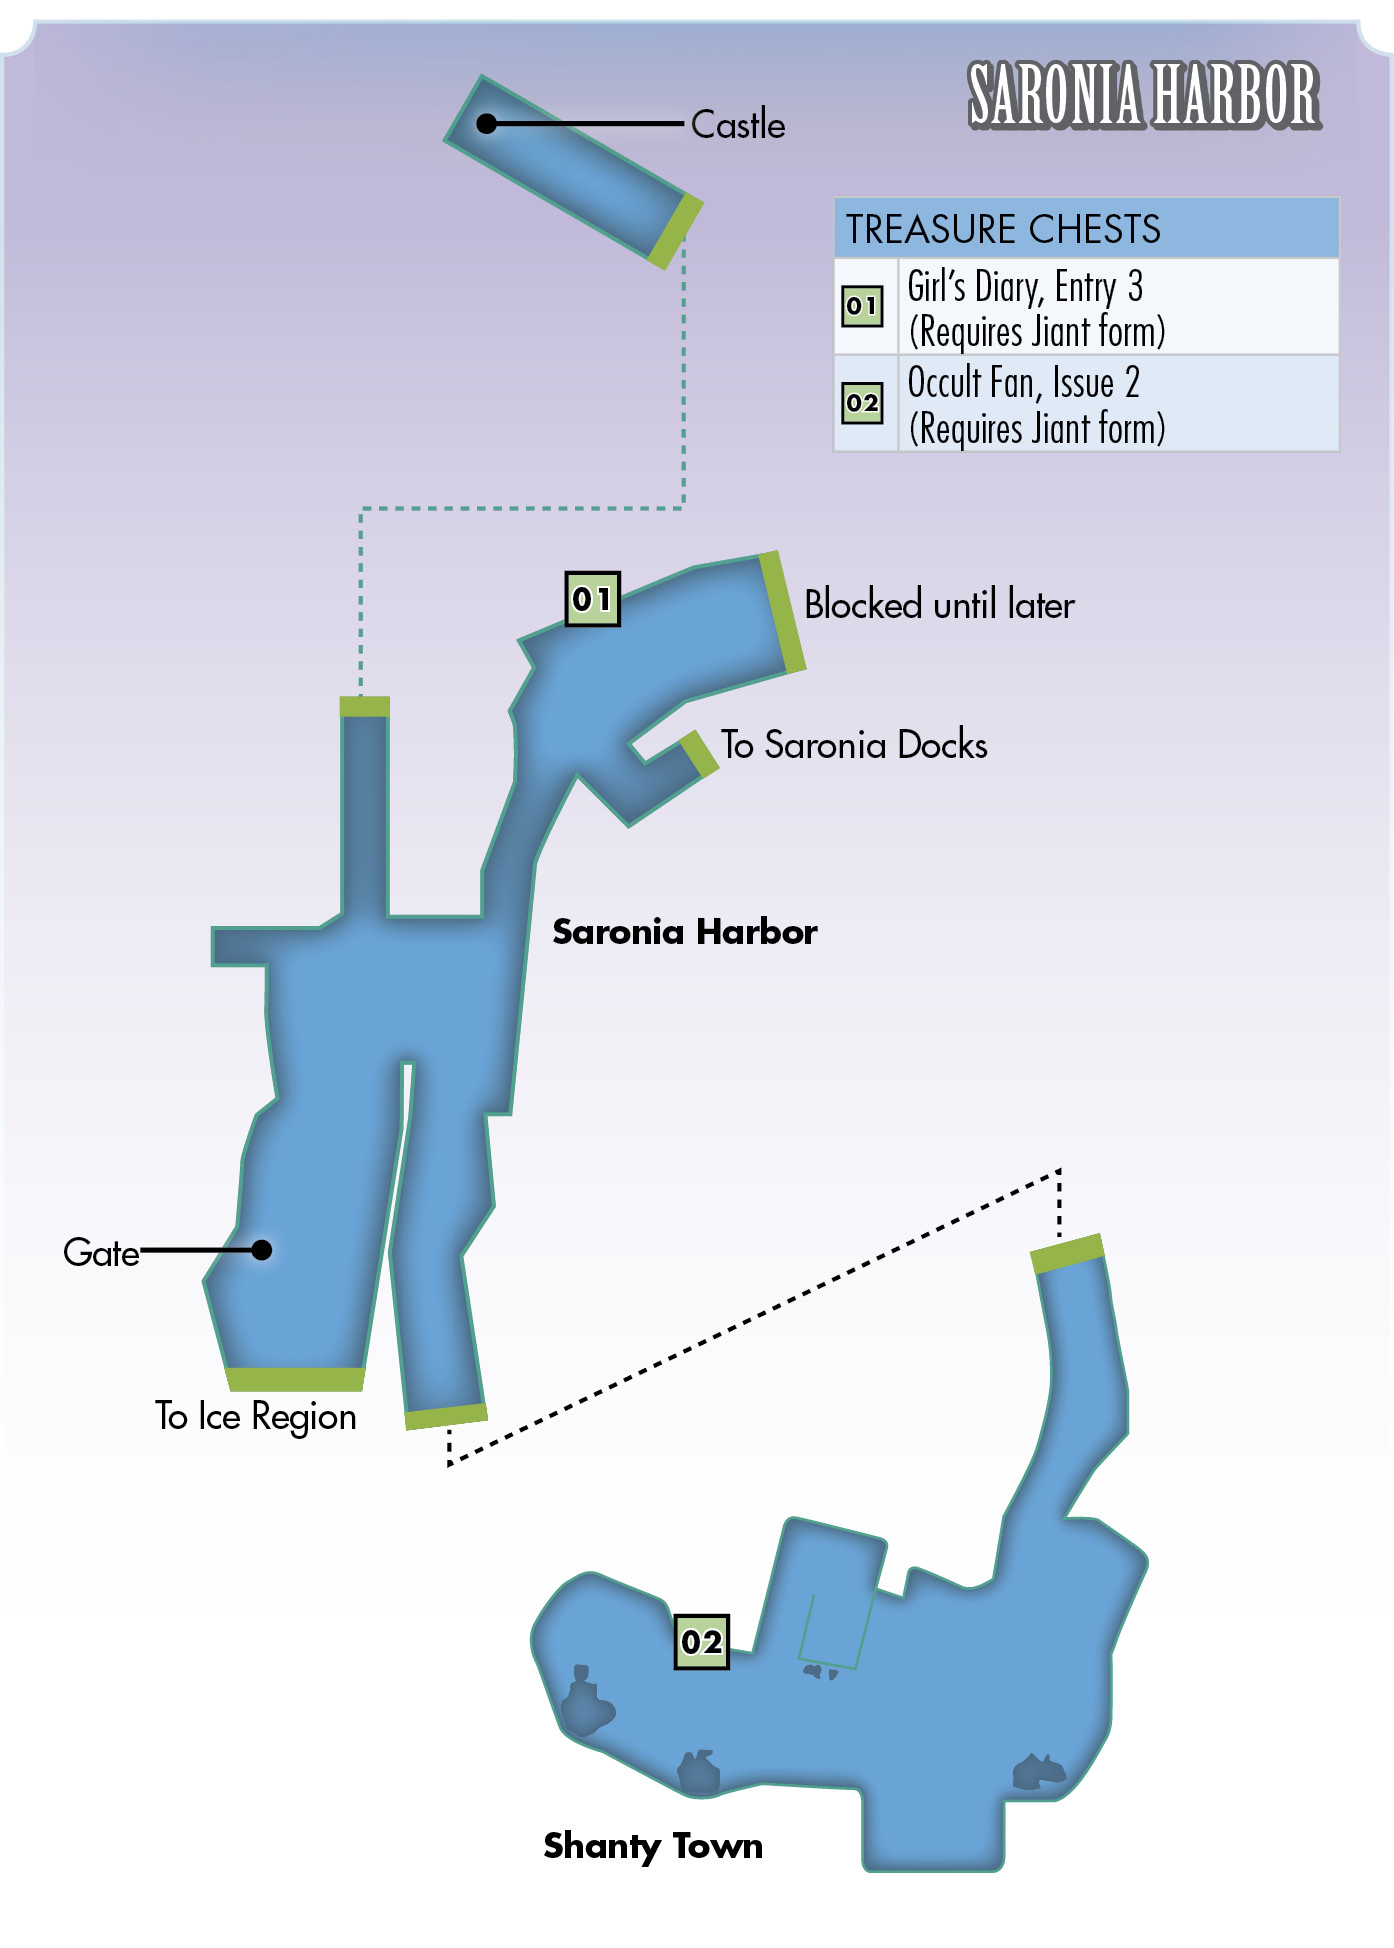 SARONIA HARBOR
Castle
TREASURE CHESTS
01
Girl's Diary, Entry 3
(Requires Jiant form)
02
Occult Fan, Issue 2
(Requires Jiant form)
01
Blocked until later
To Saronia Docks
Saronia Harbor
Gate
To Ice Region
02
Shanty Town